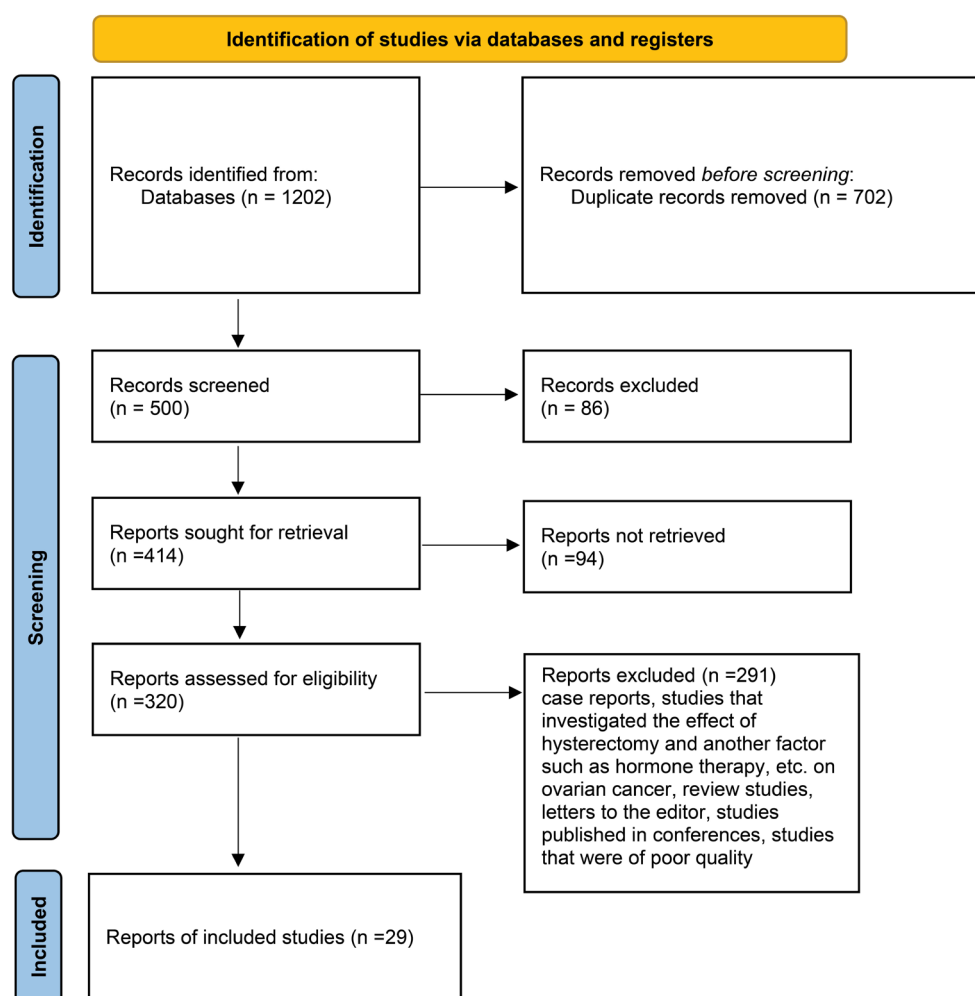 Identification of studies via databases and registers
Identification
Records identified from:
Databases (n = 1202)
Records removed before screening:
Duplicate records removed (n = 702)
Screening
Records screened
(n = 500)
Records excluded
(n = 86)
Reports sought for retrieval
(n =414)
Reports not retrieved
(n =94)
Reports assessed for eligibility
(n =320)
Reports excluded (n =291)
case reports, studies that
investigated the effect of
hysterectomy and another factor
such as hormone therapy, etc. on
ovarian cancer, review studies,
letters to the editor, studies
published in conferences, studies
that were of poor quality
Included
Reports of included studies (n =29)